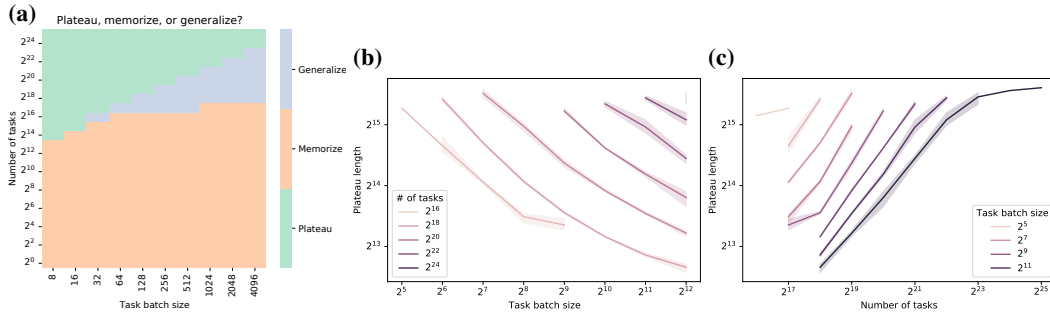 (a)
Plateau, memorize, or generalize?
Number of tasks
2^24
2^22
2^20
2^18
2^16
2^14
2^12
2^10
2^8
2^6
2^4
2^2
2^0
8
16
32
64
128
256
512
1024
2048
4096
Task batch size
Generalize
Memorize
Plateau
(b)
Plateau length
2^15
2^14
2^13
# of tasks
2^16
2^18
2^20
2^22
2^24
2^5 2^6 2^7 2^8 2^9 2^10 2^11 2^12
Task batch size
(c)
Plateau length
2^15
2^14
2^13
Task batch size
2^5
2^7
2^9
2^11
2^17 2^19 2^21 2^23 2^25
Number of tasks